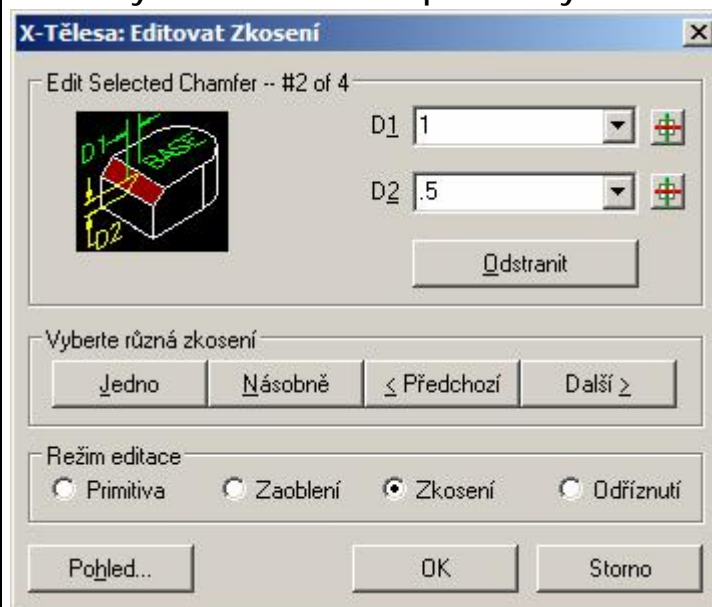 X-Tělesa: Editovat Zkosení
Edit Selected Chamfer -- #2 of 4
D1 BASE D2
D1 1
D2 .5
Odstranit
Vyberte různá zkosení
Jedno Násobně < Předchozí Další >
Režim editace
Primitiva Zaoblení Zkosení Odříznutí
Pohled... OK Storno